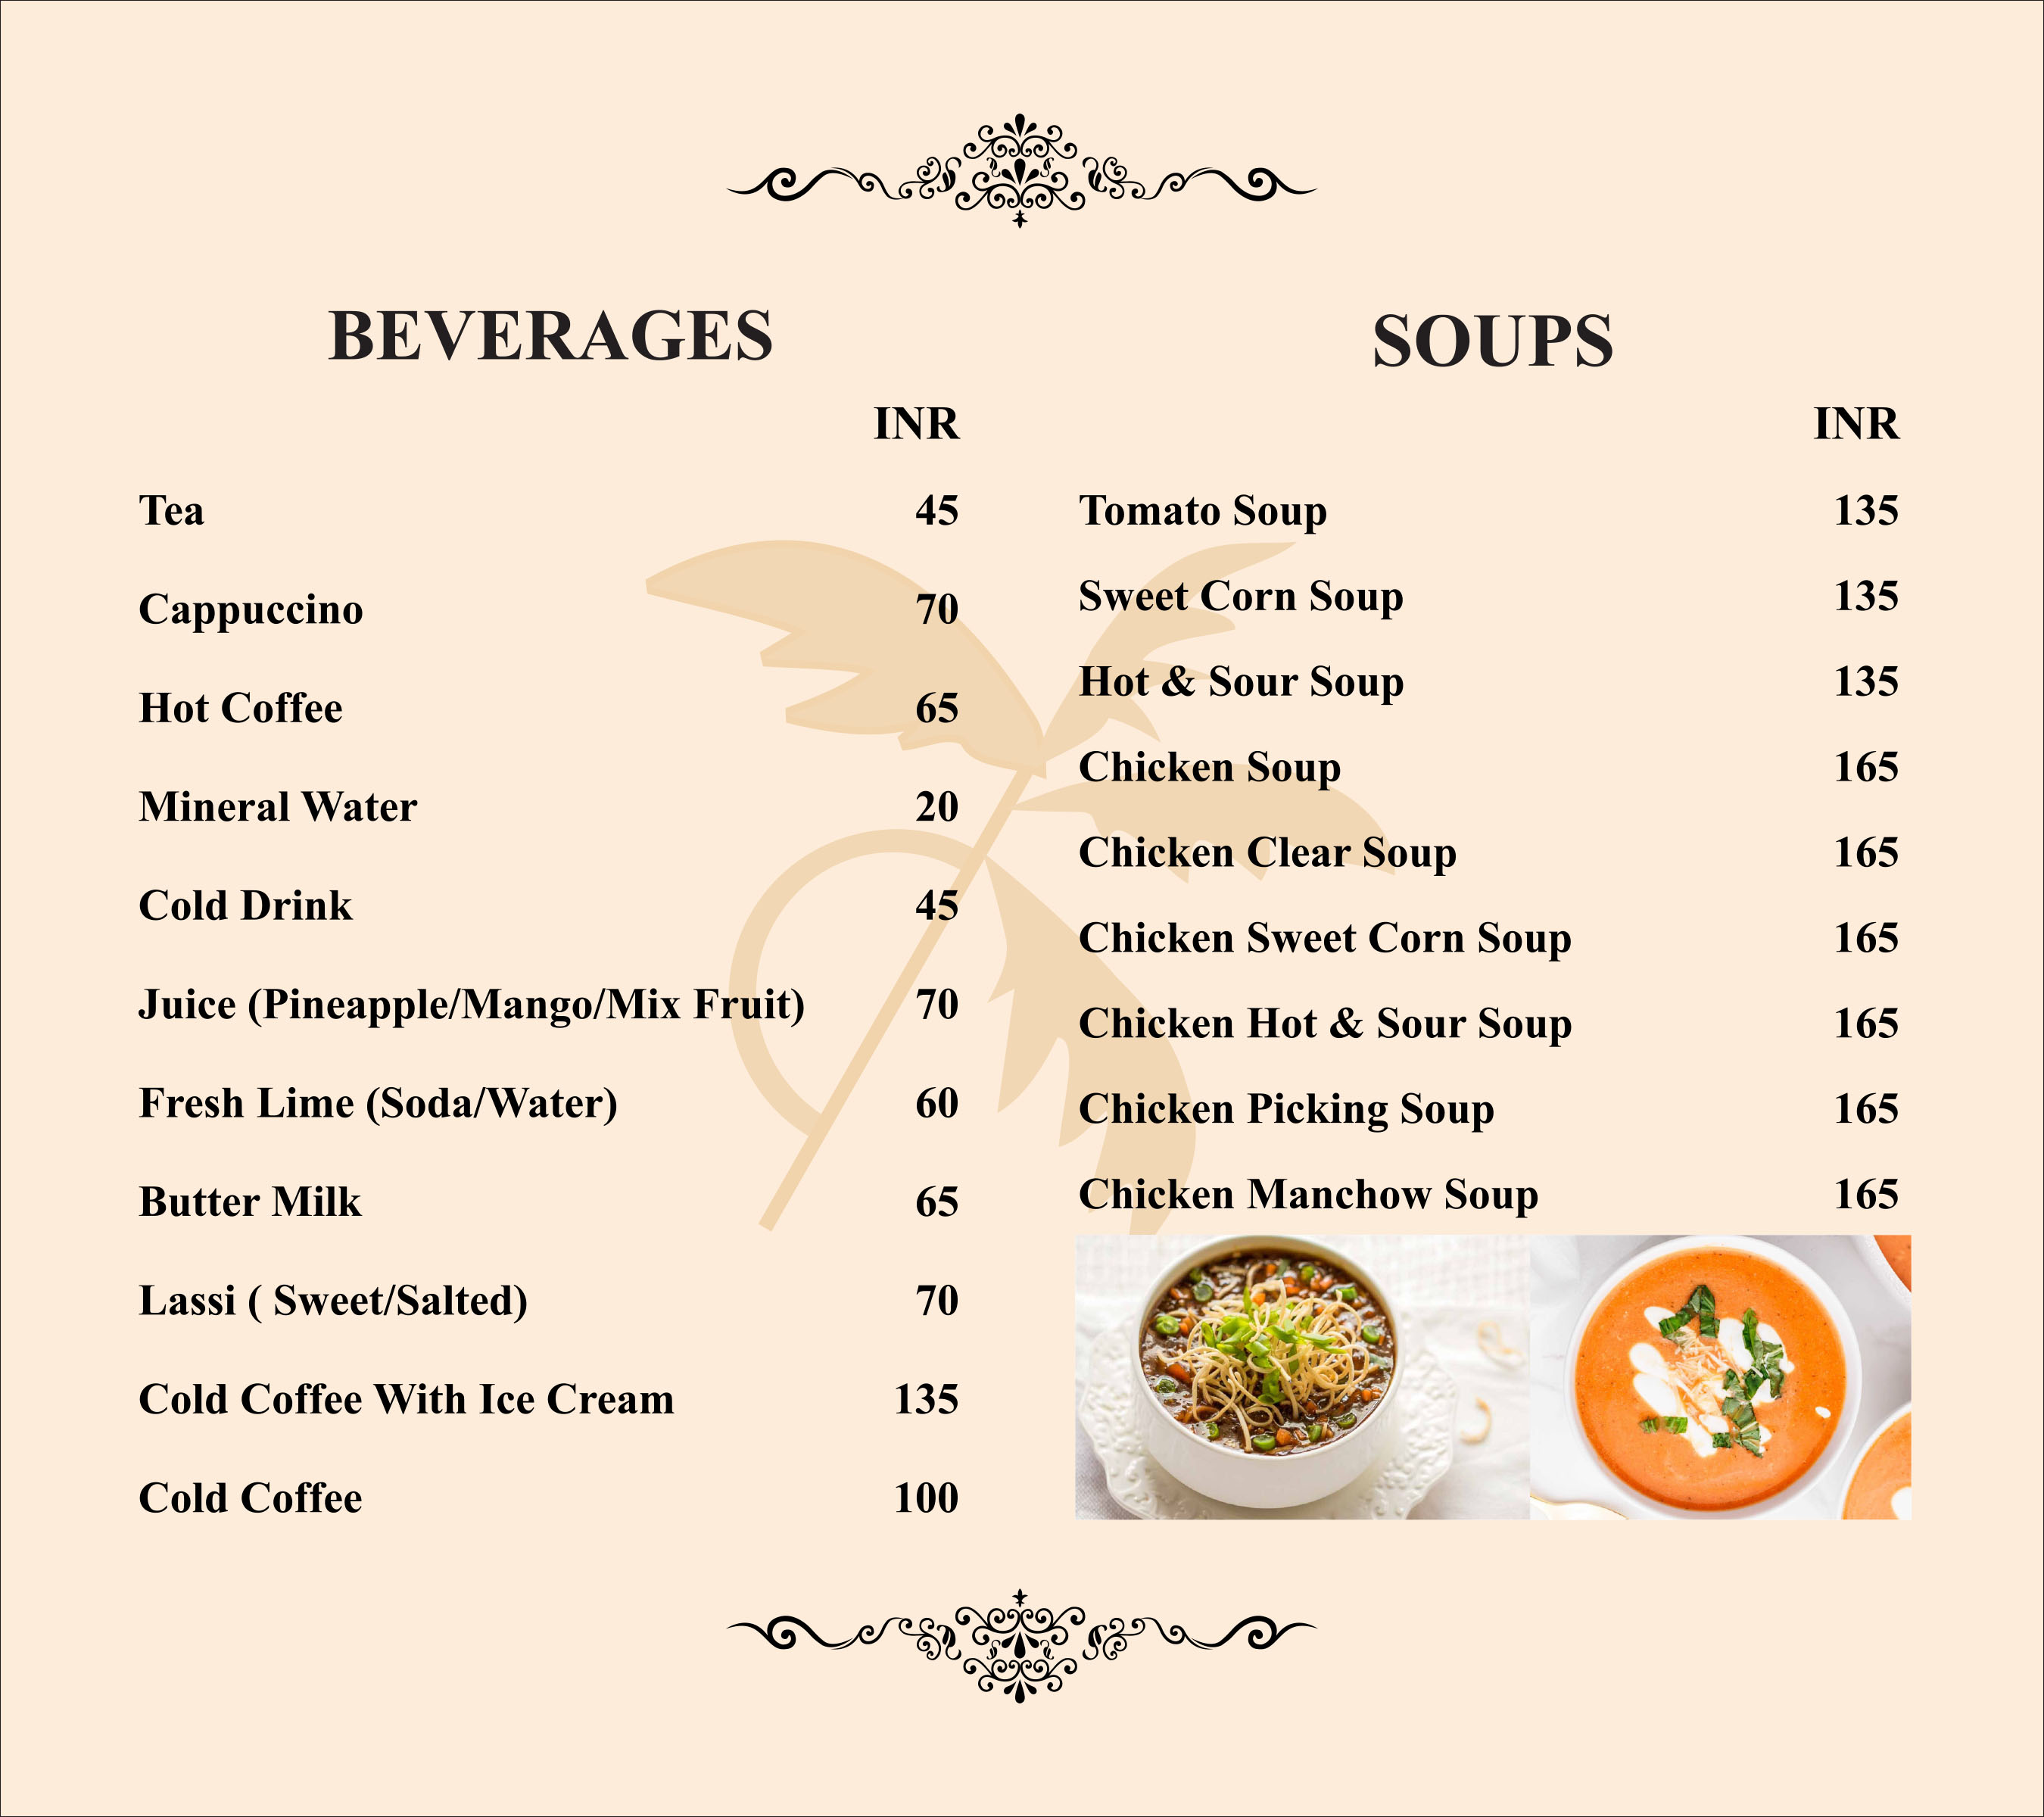 BEVERAGES
INR
Tea 45
Cappuccino 70
Hot Coffee 65
Mineral Water 20
Cold Drink 45
Juice (Pineapple/Mango/Mix Fruit) 70
Fresh Lime (Soda/Water) 60
Butter Milk 65
Lassi ( Sweet/Salted) 70
Cold Coffee With Ice Cream 135
Cold Coffee 100
SOUPS
INR
Tomato Soup 135
Sweet Corn Soup 135
Hot & Sour Soup 135
Chicken Soup 165
Chicken Clear Soup 165
Chicken Sweet Corn Soup 165
Chicken Hot & Sour Soup 165
Chicken Picking Soup 165
Chicken Manchow Soup 165